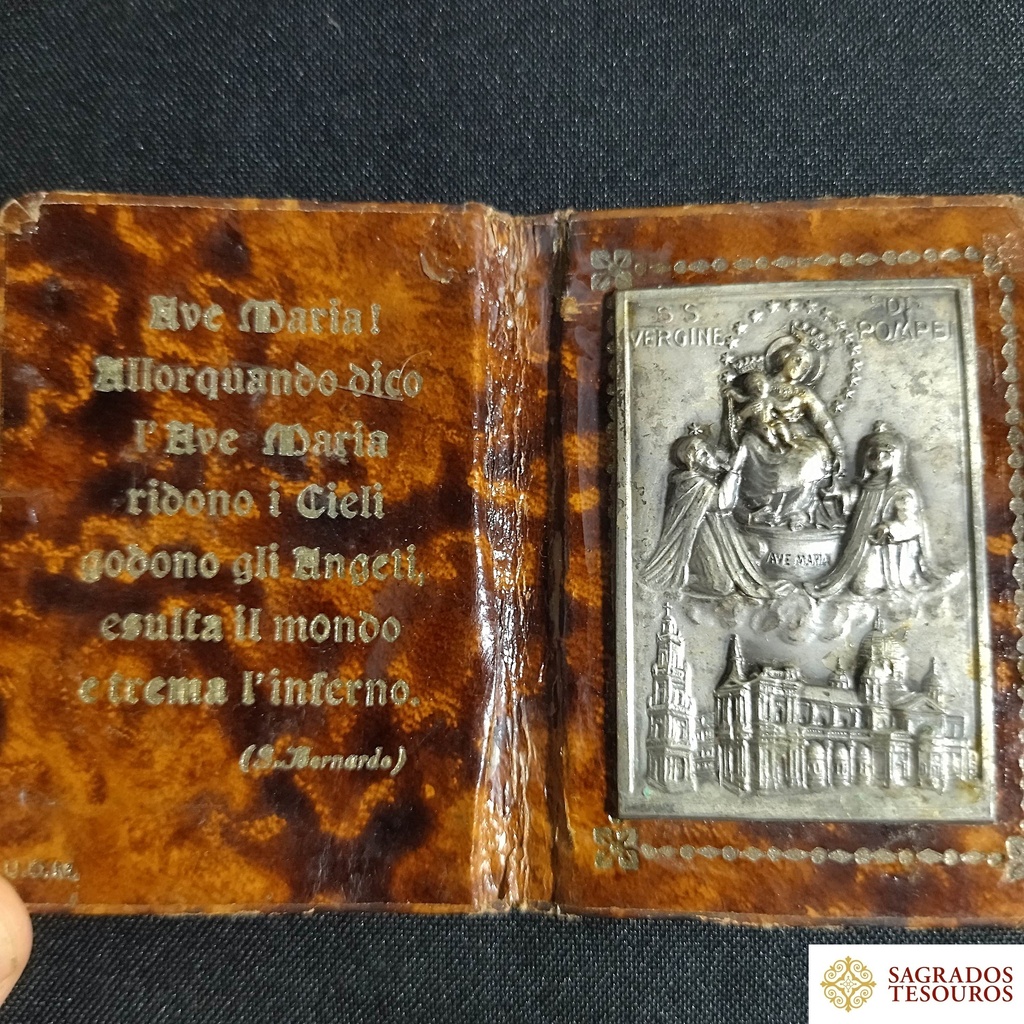 Ave Maria!
Allorquando dico
l'Ave Maria
ridono i Cieli
godono gli Angeli,
esulta il mondo
e trema l'inferno.
(S. Bernardo)
SS
VERGINE
DI
POMPEI
AVE MARIA
SAGRADOS
TESOUROS